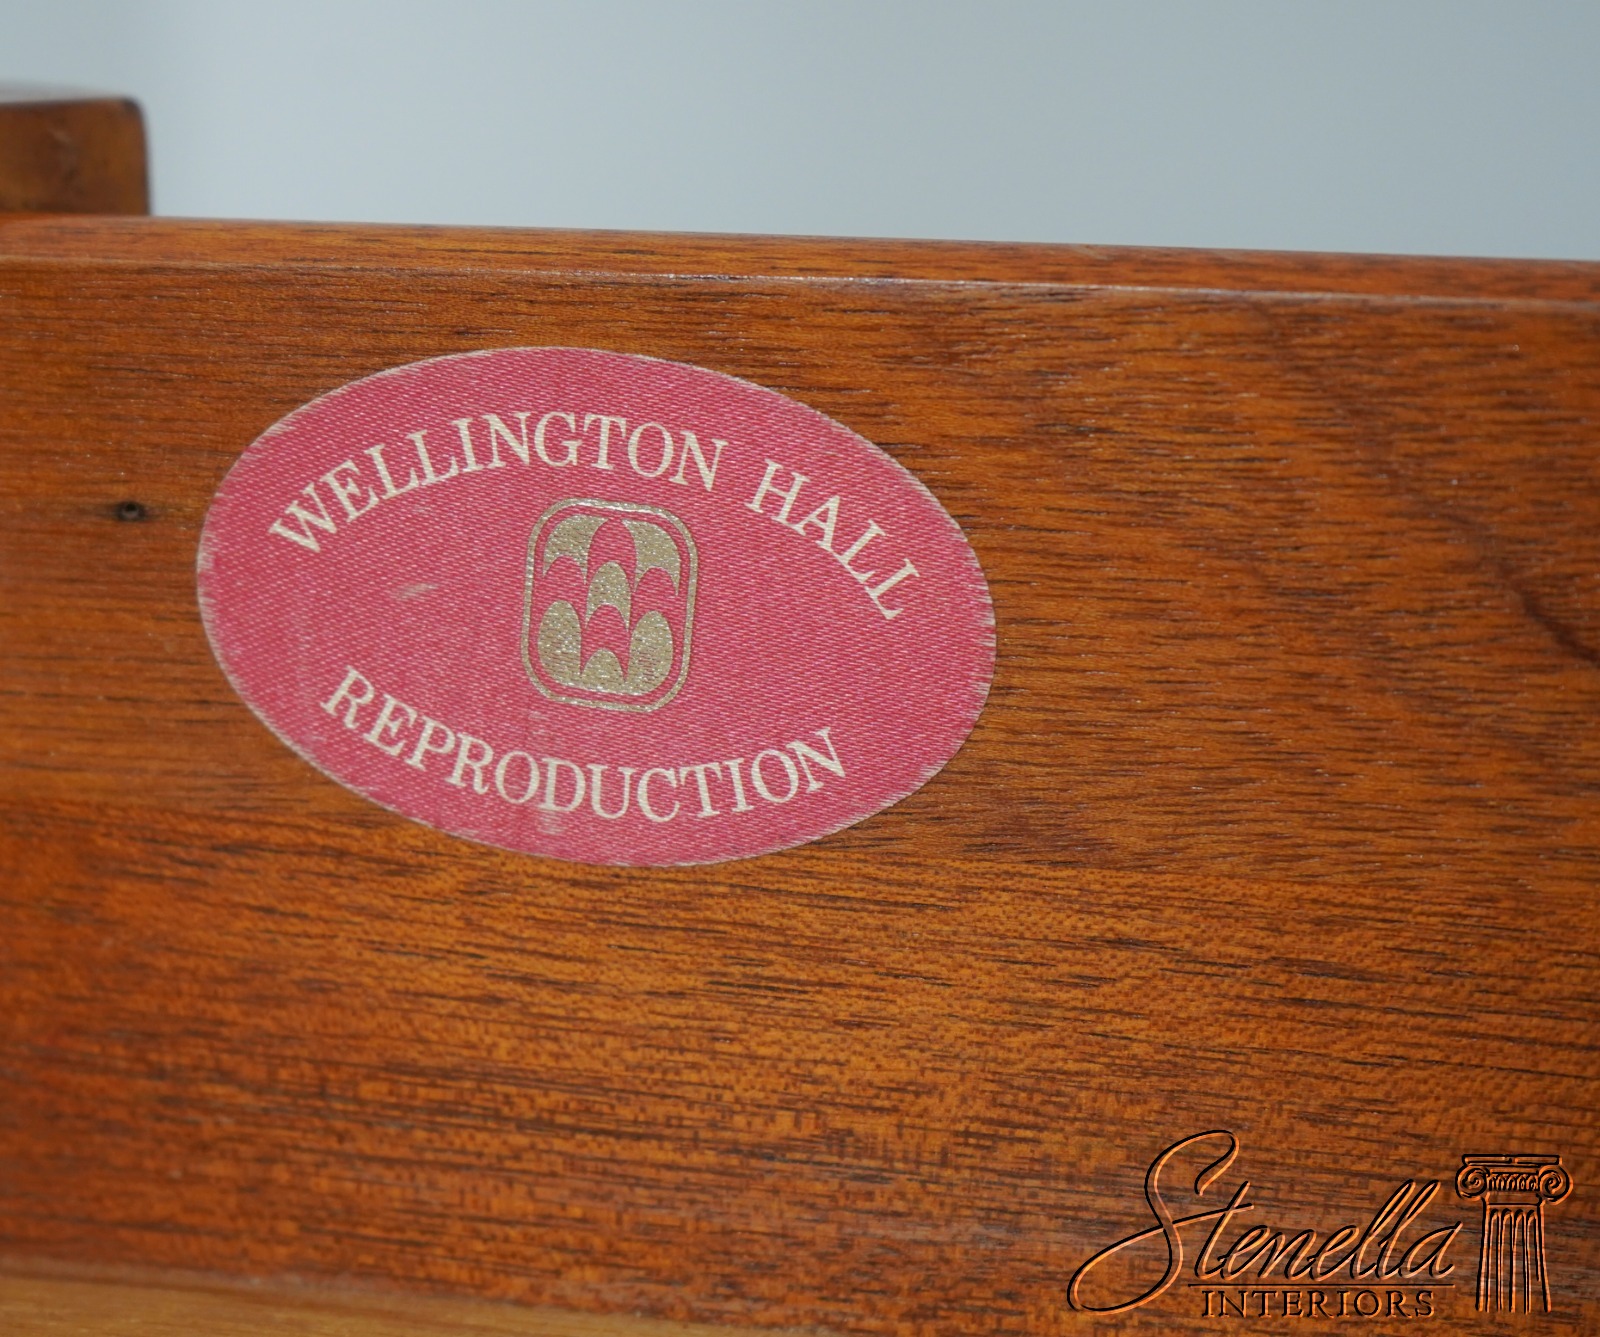 WELLINGTON HALL
REPRODUCTION
Stenella
INTERIORS